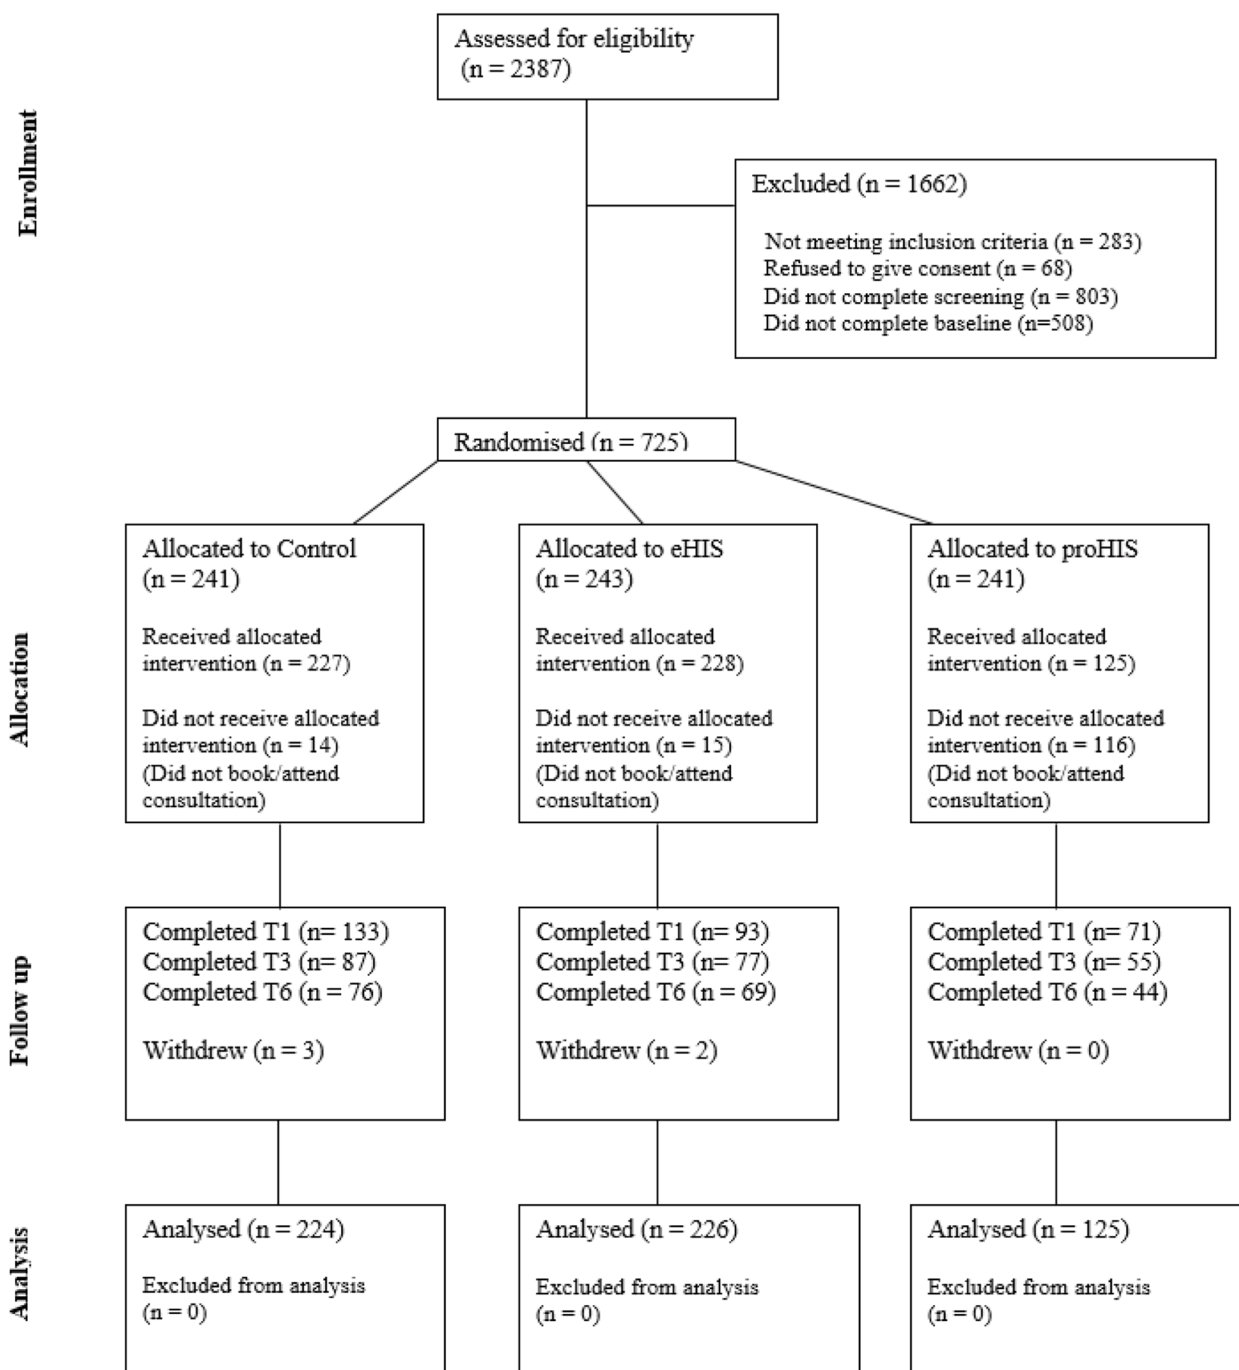 Assessed for eligibility
(n = 2387)
Enrollment
Excluded (n = 1662)
Not meeting inclusion criteria (n = 283)
Refused to give consent (n = 68)
Did not complete screening (n = 803)
Did not complete baseline (n=508)
Randomised (n = 725)
Allocation
Allocated to Control
(n = 241)
Received allocated
intervention (n = 227)
Did not receive allocated
intervention (n = 14)
(Did not book/attend
consultation)
Allocated to eHIS
(n = 243)
Received allocated
intervention (n = 228)
Did not receive allocated
intervention (n = 15)
(Did not book/attend
consultation)
Allocated to proHIS
(n = 241)
Received allocated
intervention (n = 125)
Did not receive allocated
intervention (n = 116)
(Did not book/attend
consultation)
Follow up
Completed T1 (n= 133)
Completed T3 (n= 87)
Completed T6 (n = 76)
Withdrew (n = 3)
Completed T1 (n= 93)
Completed T3 (n= 77)
Completed T6 (n = 69)
Withdrew (n = 2)
Completed T1 (n= 71)
Completed T3 (n= 55)
Completed T6 (n = 44)
Withdrew (n = 0)
Analysis
Analysed (n = 224)
Excluded from analysis
(n = 0)
Analysed (n = 226)
Excluded from analysis
(n = 0)
Analysed (n = 125)
Excluded from analysis
(n = 0)